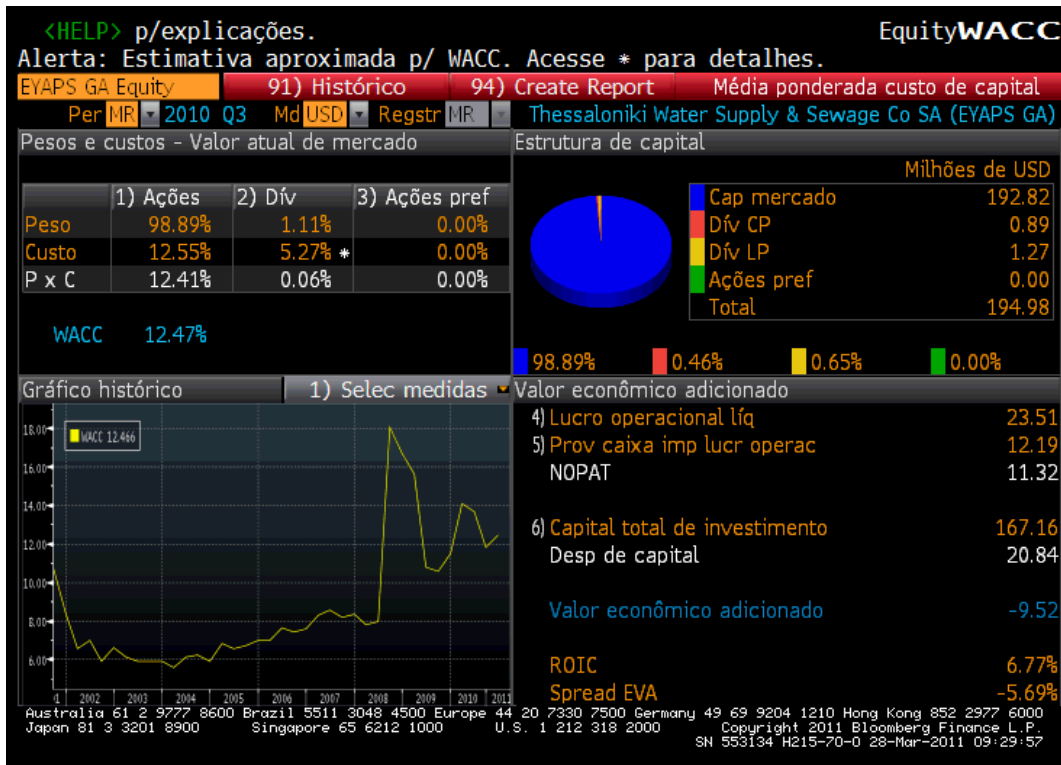 <HELP> p/explicações. EquityWACC
Alerta: Estimativa aproximada p/ WACC. Acesse * para detalhes.
EYAPS GA Equity 91) Histórico 94) Create Report Média ponderada custo de capital
Per MR 2010 Q3 Md USD Regstr MR Thessaloniki Water Supply & Sewage Co SA (EYAPS GA)
Pesos e custos - Valor atual de mercado
1) Ações 2) Dív 3) Ações pref
Peso 98.89% 1.11% 0.00%
Custo 12.55% 5.27% * 0.00%
P x C 12.41% 0.06% 0.00%
WACC 12.47%
Estrutura de capital
Milhões de USD
Cap mercado 192.82
Dív CP 0.89
Dív LP 1.27
Ações pref 0.00
Total 194.98
98.89% 0.46% 0.65% 0.00%
Gráfico histórico 1) Selec medidas
WACC 12.466
18.00
16.00
14.00
12.00
10.00
8.00
6.00
2002 2003 2004 2005 2006 2007 2008 2009 2010 2011
Valor econômico adicionado
4) Lucro operacional líq 23.51
5) Prov caixa imp lucr operac 12.19
NOPAT 11.32
6) Capital total de investimento 167.16
Desp de capital 20.84
Valor econômico adicionado -9.52
ROIC 6.77%
Spread EVA -5.69%
Australia 61 2 9777 8600 Brazil 5511 3048 4500 Europe 44 20 7330 7500 Germany 49 69 9204 1210 Hong Kong 852 2977 6000
Japan 81 3 3201 8900 Singapore 65 6212 1000 U.S. 1 212 318 2000 Copyright 2011 Bloomberg Finance L.P.
SN 553134 H215-70-0 28-Mar-2011 09:29:57